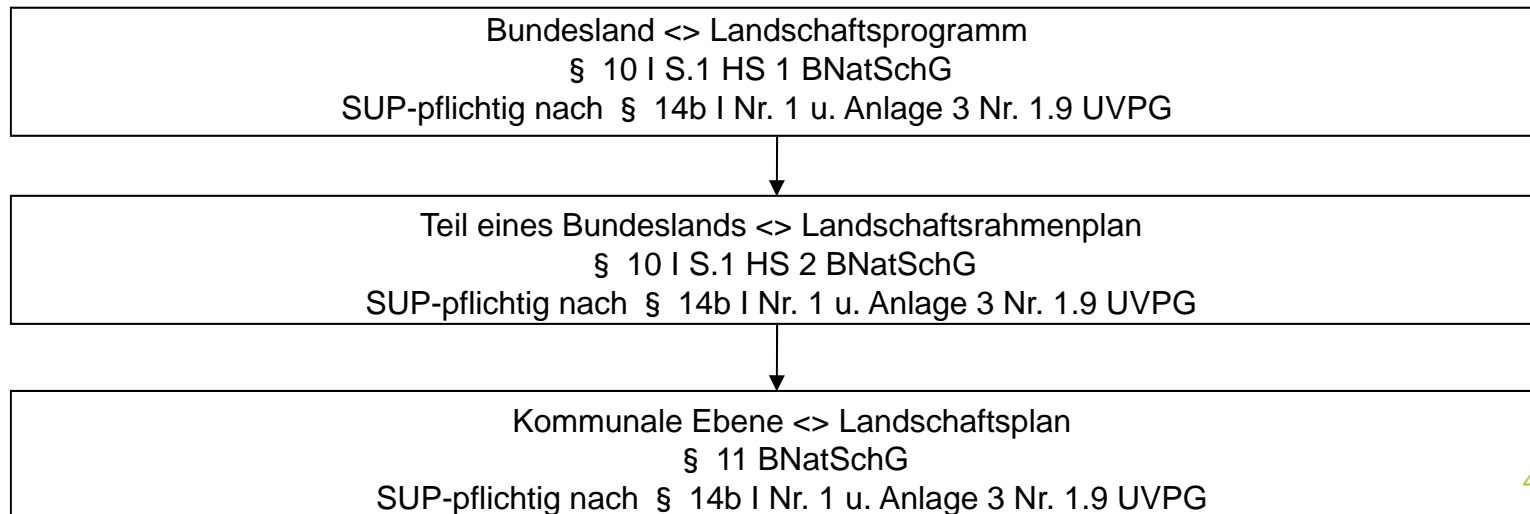 Bundesland <> Landschaftsprogramm
§ 10 I S.1 HS 1 BNatSchG
SUP-pflichtig nach § 14b I Nr. 1 u. Anlage 3 Nr. 1.9 UVPG
Teil eines Bundeslands <> Landschaftsrahmenplan
§ 10 I S.1 HS 2 BNatSchG
SUP-pflichtig nach § 14b I Nr. 1 u. Anlage 3 Nr. 1.9 UVPG
Kommunale Ebene <> Landschaftsplan
§ 11 BNatSchG
SUP-pflichtig nach § 14b I Nr. 1 u. Anlage 3 Nr. 1.9 UVPG